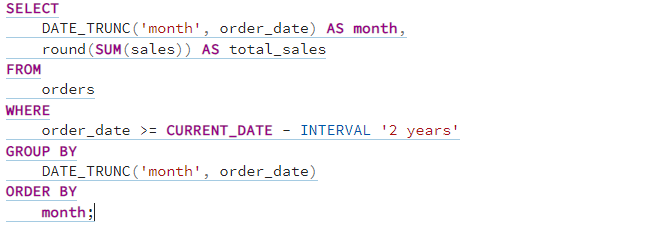 SELECT
    DATE_TRUNC('month', order_date) AS month,
    round(SUM(sales)) AS total_sales
FROM
    orders
WHERE
    order_date >= CURRENT_DATE - INTERVAL '2 years'
GROUP BY
    DATE_TRUNC('month', order_date)
ORDER BY
    month;